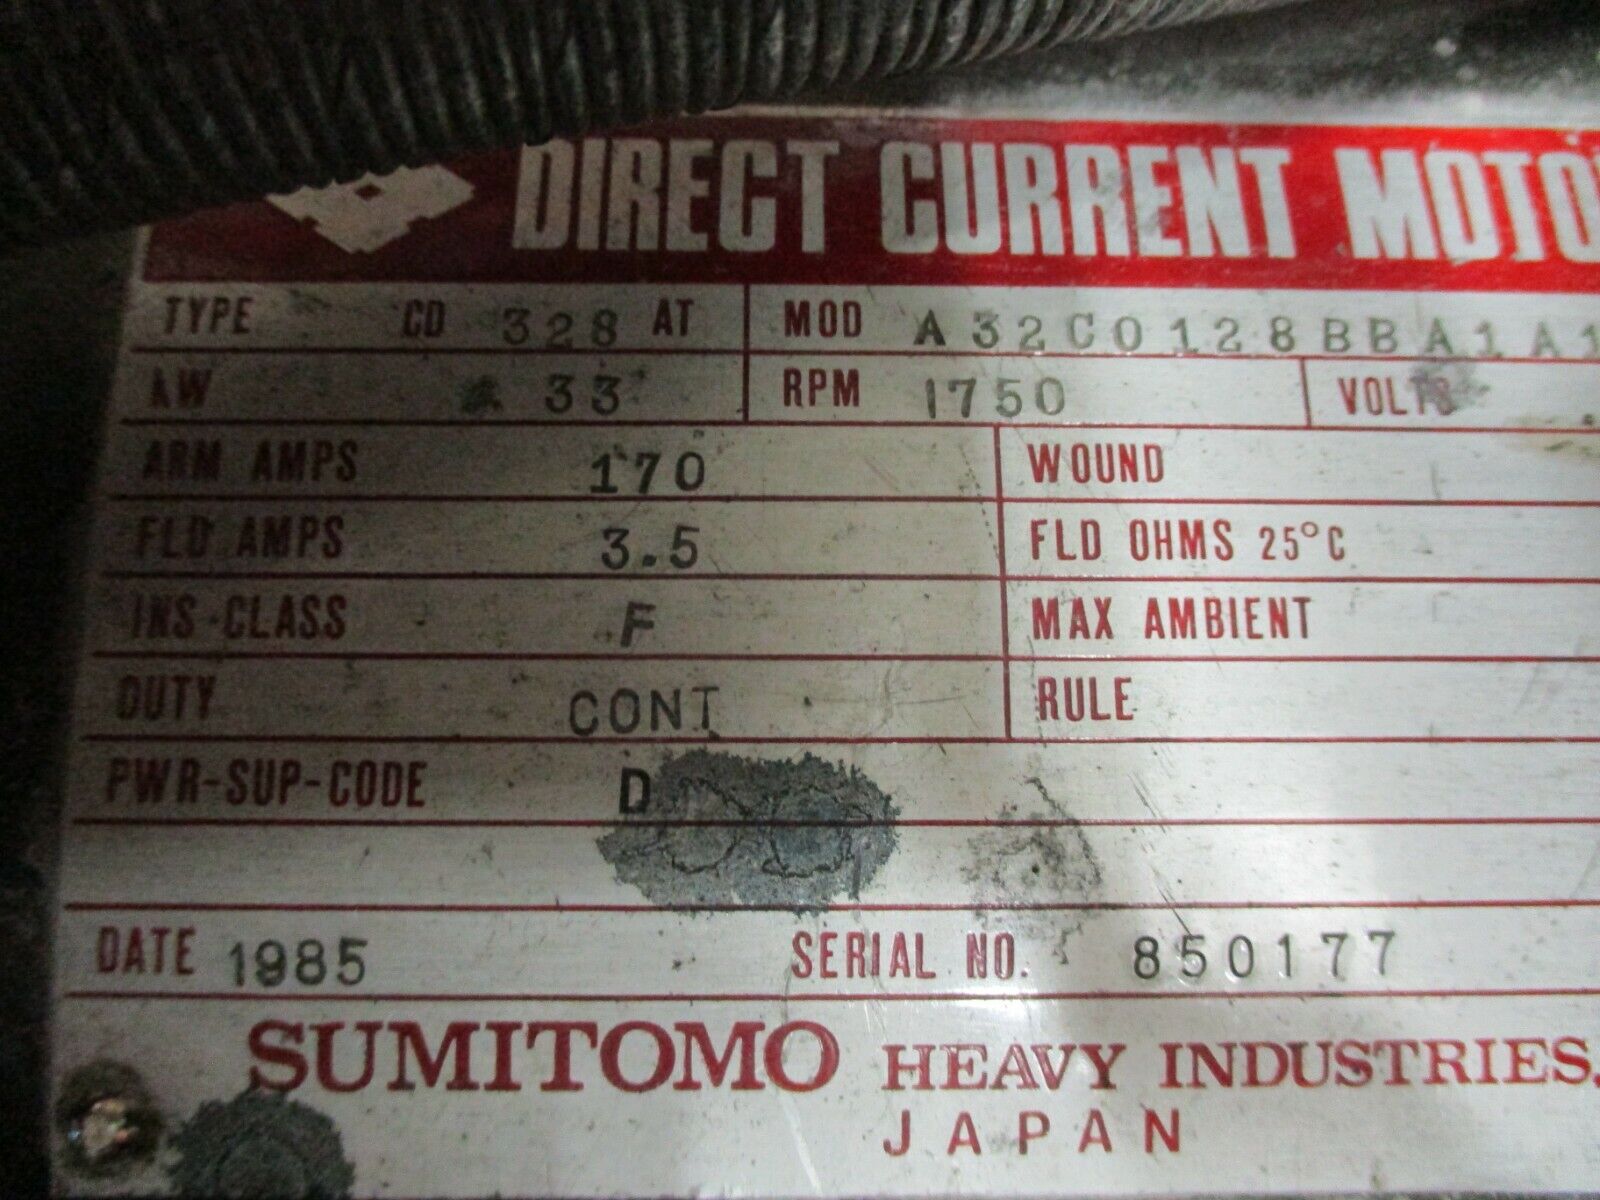 DIRECT CURRENT MOTO
TYPE CD 328 AT MOD A32C0128BBA1A1
KW 33 RPM 1750 VOLTS
ARM AMPS 170 WOUND
FLD AMPS 3.5 FLD OHMS 25°C
INS-CLASS F MAX AMBIENT
DUTY CONT RULE
PWR-SUP-CODE D
DATE 1985 SERIAL NO. 850177
SUMITOMO HEAVY INDUSTRIES.
JAPAN